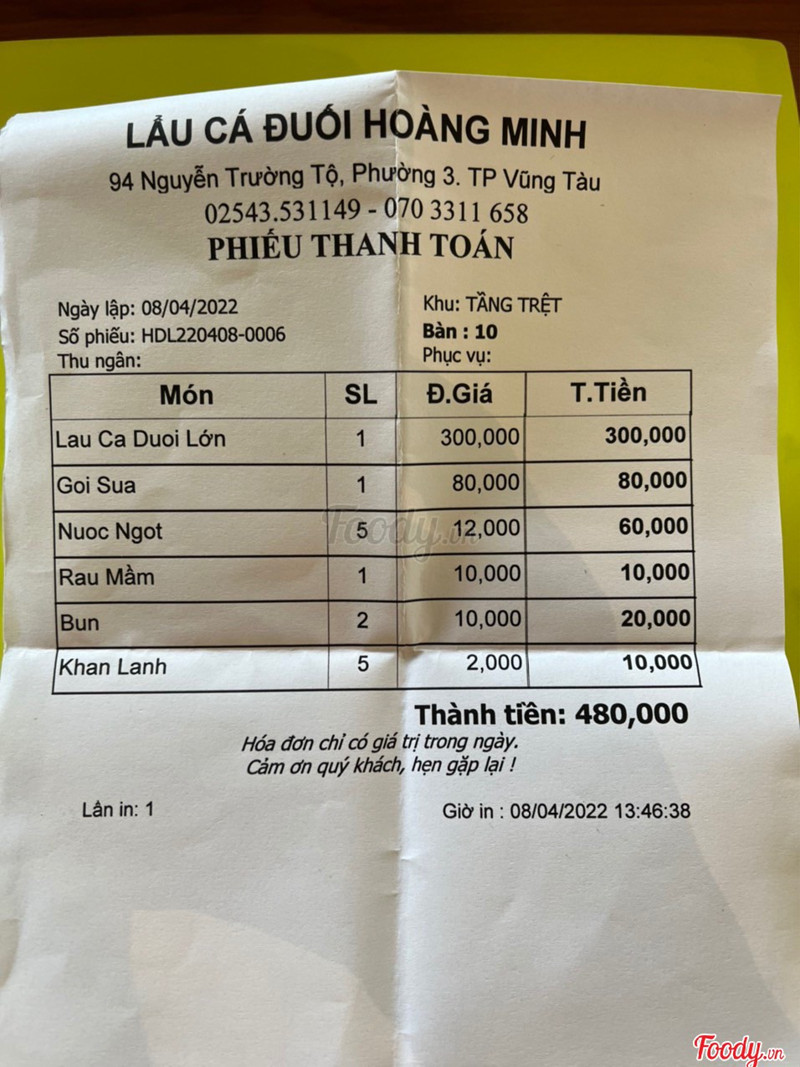 LẨU CÁ ĐUỐI HOÀNG MINH
94 Nguyễn Trường Tộ, Phường 3. TP Vũng Tàu
02543.531149 - 070 3311 658
PHIẾU THANH TOÁN
Ngày lập: 08/04/2022 Khu: TẦNG TRỆT
Số phiếu: HDL220408-0006 Bàn : 10
Thu ngân: Phục vụ:
Món SL Đ.Giá T.Tiền
Lau Ca Duoi Lớn 1 300,000 300,000
Goi Sua 1 80,000 80,000
Nuoc Ngot 5 12,000 60,000
Rau Mầm 1 10,000 10,000
Bun 2 10,000 20,000
Khan Lanh 5 2,000 10,000
Thành tiền: 480,000
Hóa đơn chỉ có giá trị trong ngày.
Cảm ơn quý khách, hẹn gặp lại !
Lân in: 1 Giờ in : 08/04/2022 13:46:38
Foody.vn
Foody.vn